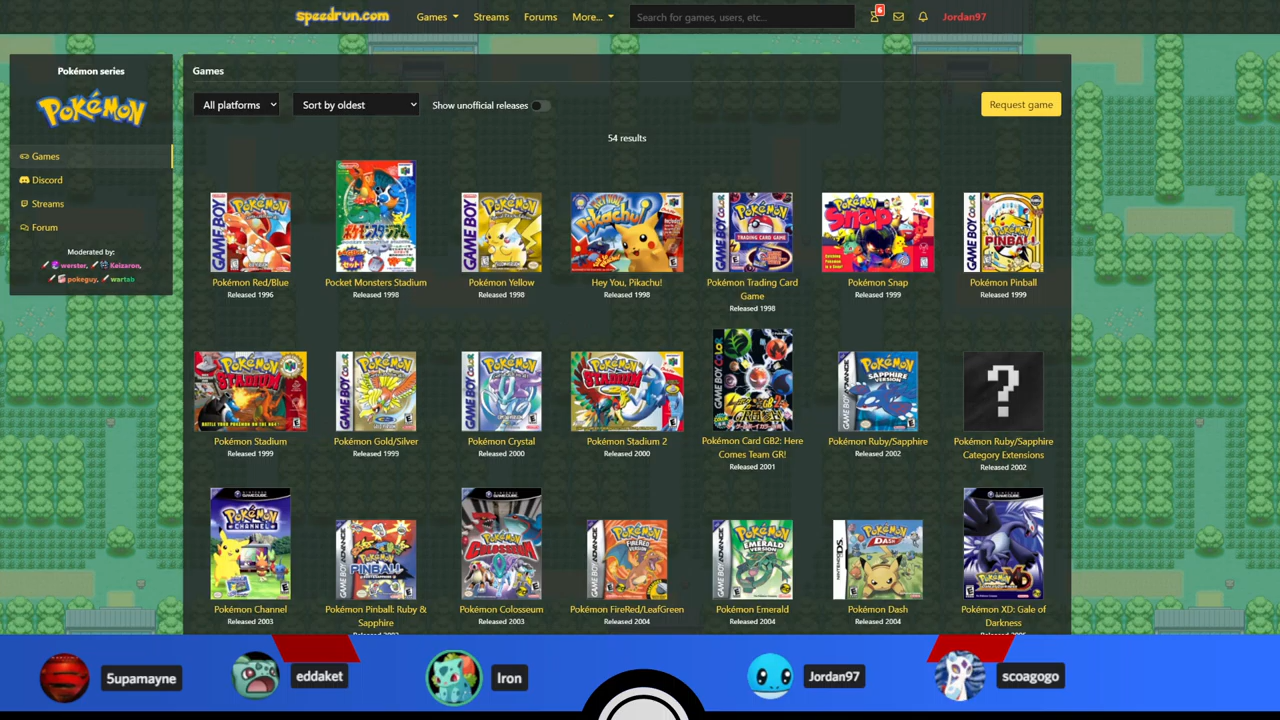 speedrun.com
Games
Streams
Forums
More...
Search for games, users, etc...
6
Jordan97
Pokémon series
POKéMON
Games
Discord
Streams
Forum
Moderated by:
werster, Keizaron,
pokeguy, wartab
Games
All platforms
Sort by oldest
Show unofficial releases
Request game
54 results
Pokémon Red/Blue
Released 1996
Pocket Monsters Stadium
Released 1998
Pokémon Yellow
Released 1998
Hey You, Pikachu!
Released 1998
Pokémon Trading Card
Game
Released 1998
Pokémon Snap
Released 1999
Pokémon Pinball
Released 1999
Pokémon Stadium
Released 1999
Pokémon Gold/Silver
Released 1999
Pokémon Crystal
Released 2000
Pokémon Stadium 2
Released 2000
Pokémon Card GB2: Here
Comes Team GR!
Released 2001
Pokémon Ruby/Sapphire
Released 2002
Pokémon Ruby/Sapphire
Category Extensions
Released 2002
Pokémon Channel
Released 2003
Pokémon Pinball: Ruby &
Sapphire
Pokémon Colosseum
Released 2003
Pokémon FireRed/LeafGreen
Released 2004
Pokémon Emerald
Released 2004
Pokémon Dash
Released 2004
Pokémon XD: Gale of
Darkness
5upamayne
eddaket
Iron
Jordan97
scoagogo